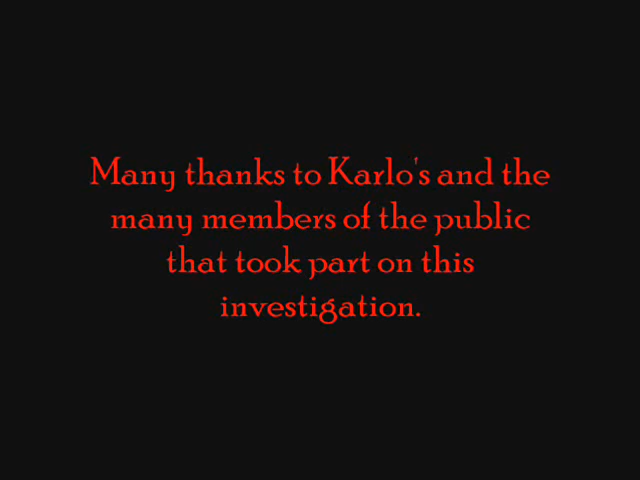 Many thanks to Karlo's and the
many members of the public
that took part on this
investigation.